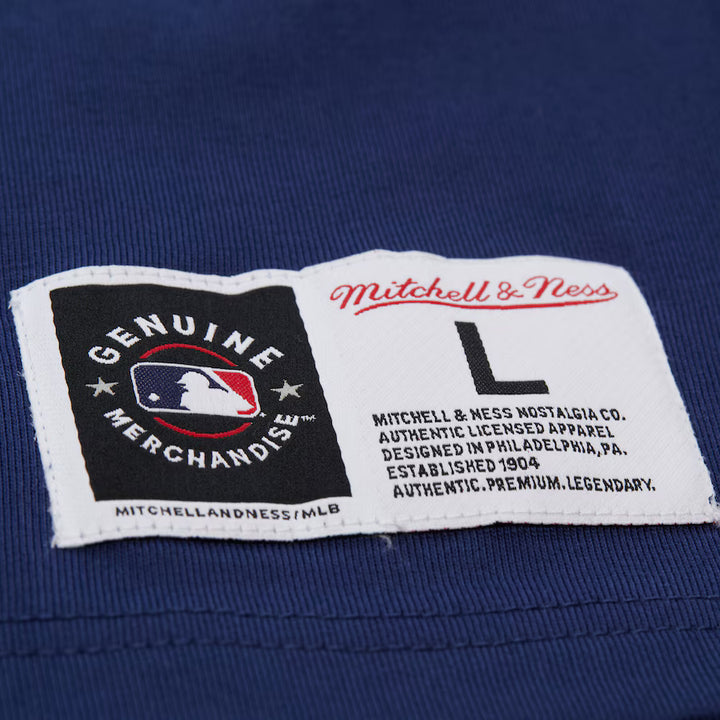 GENUINE
MERCHANDISE™
MITCHELLANDNESS/MLB
Mitchell & Ness
L
MITCHELL & NESS NOSTALGIA CO.
AUTHENTIC LICENSED APPAREL
DESIGNED IN PHILADELPHIA, PA.
ESTABLISHED 1904
AUTHENTIC.PREMIUM.LEGENDARY.